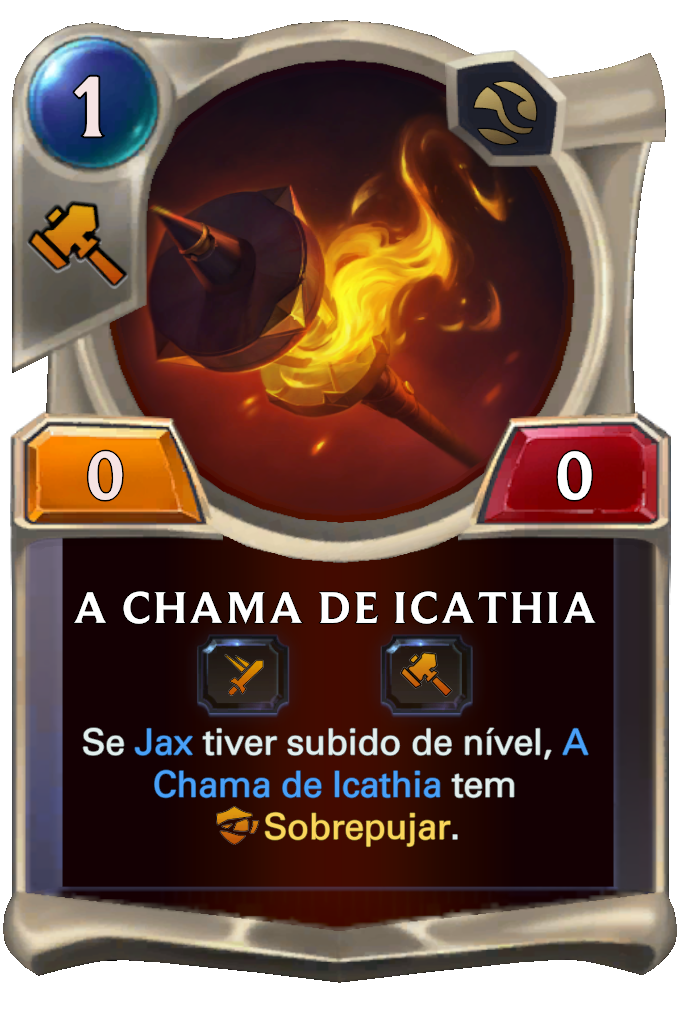 1
0
0
A CHAMA DE ICATHIA
Se Jax tiver subido de nível, A
Chama de Icathia tem
Sobrepujar.